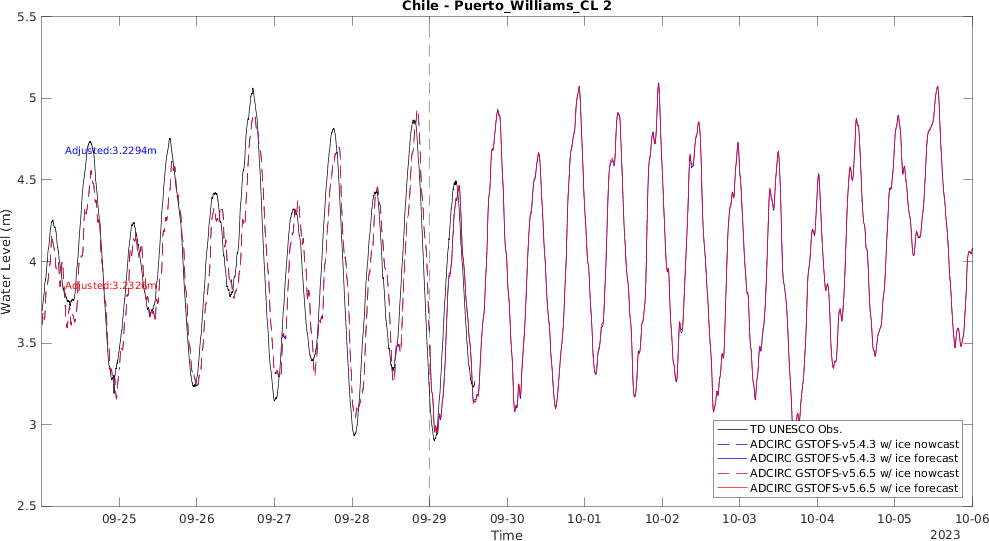 Chile - Puerto_Williams_CL 2
5.5
5
4.5
4
3.5
3
2.5
Water Level (m)
Adjusted:3.2294m
Adjusted:3.2326m
TD UNESCO Obs.
ADCIRC GSTOFS-v5.4.3 w/ ice nowcast
ADCIRC GSTOFS-v5.4.3 w/ ice forecast
ADCIRC GSTOFS-v5.6.5 w/ ice nowcast
ADCIRC GSTOFS-v5.6.5 w/ ice forecast
09-25 09-26 09-27 09-28 09-29 09-30 10-01 10-02 10-03 10-04 10-05 10-06
Time
2023